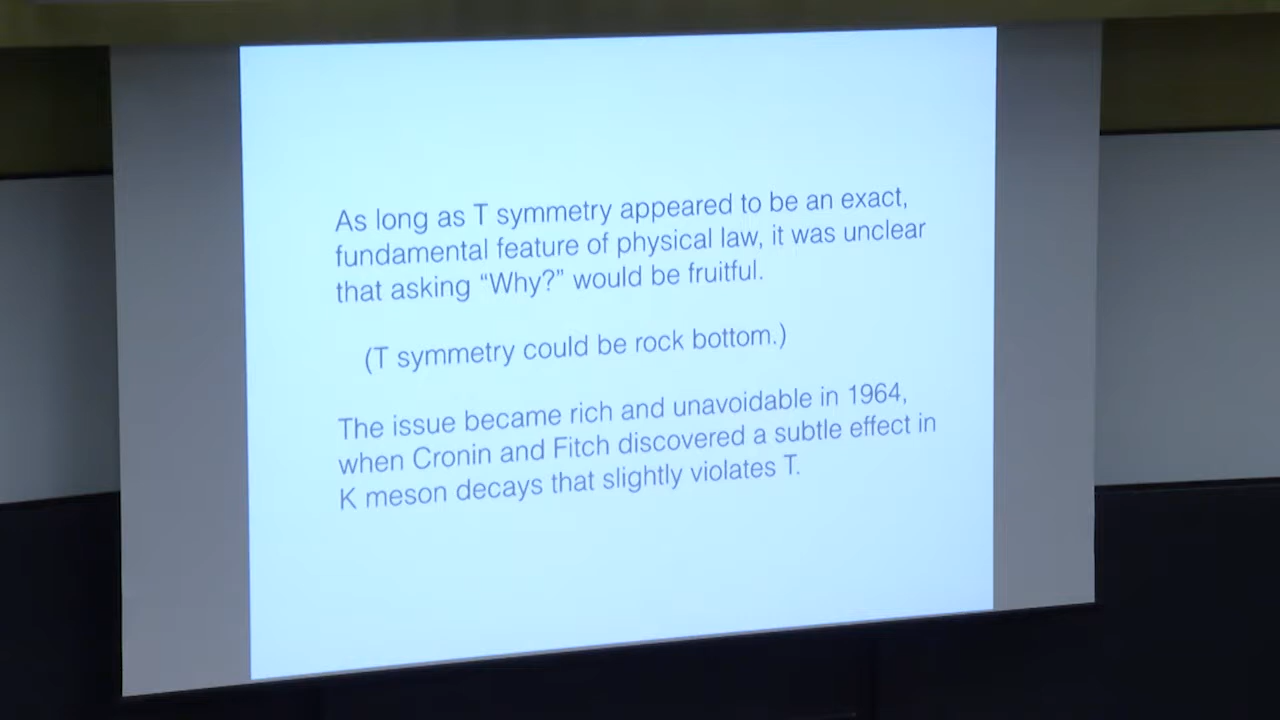 As long as T symmetry appeared to be an exact,
fundamental feature of physical law, it was unclear
that asking “Why?” would be fruitful.
(T symmetry could be rock bottom.)
The issue became rich and unavoidable in 1964,
when Cronin and Fitch discovered a subtle effect in
K meson decays that slightly violates T.